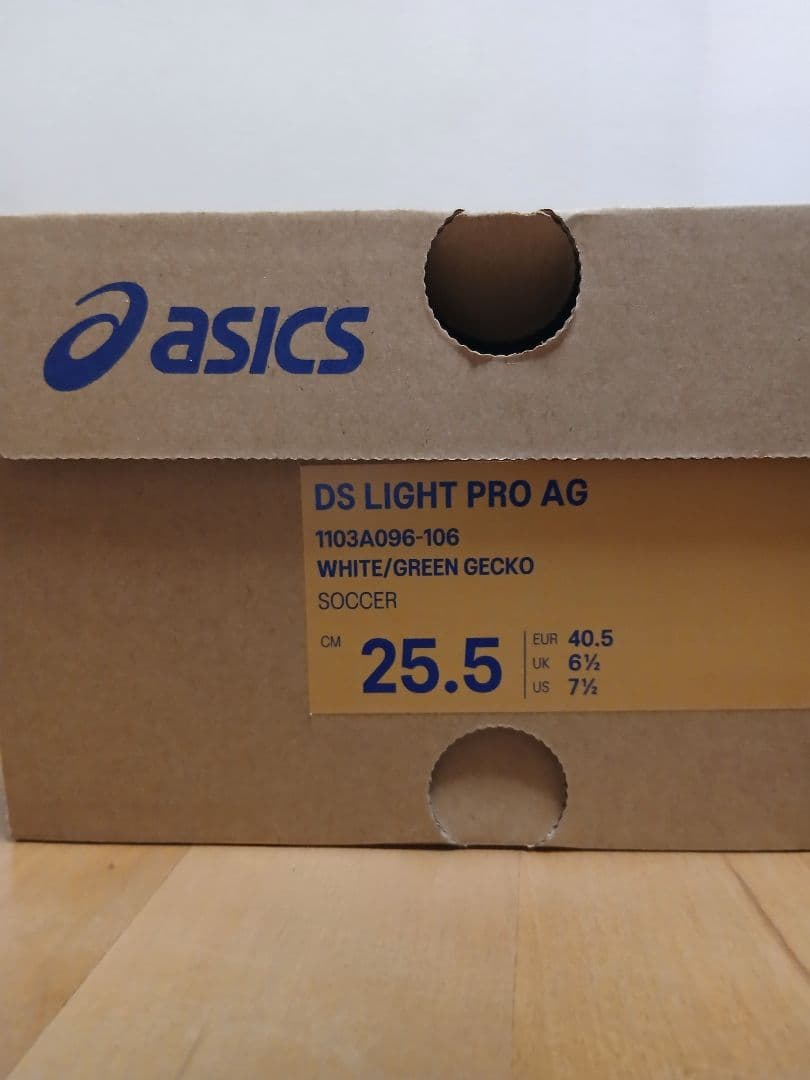 asics
DS LIGHT PRO AG
1103A096-106
WHITE/GREEN GECKO
SOCCER
CM 25.5
EUR 40.5
UK 6½
US 7½